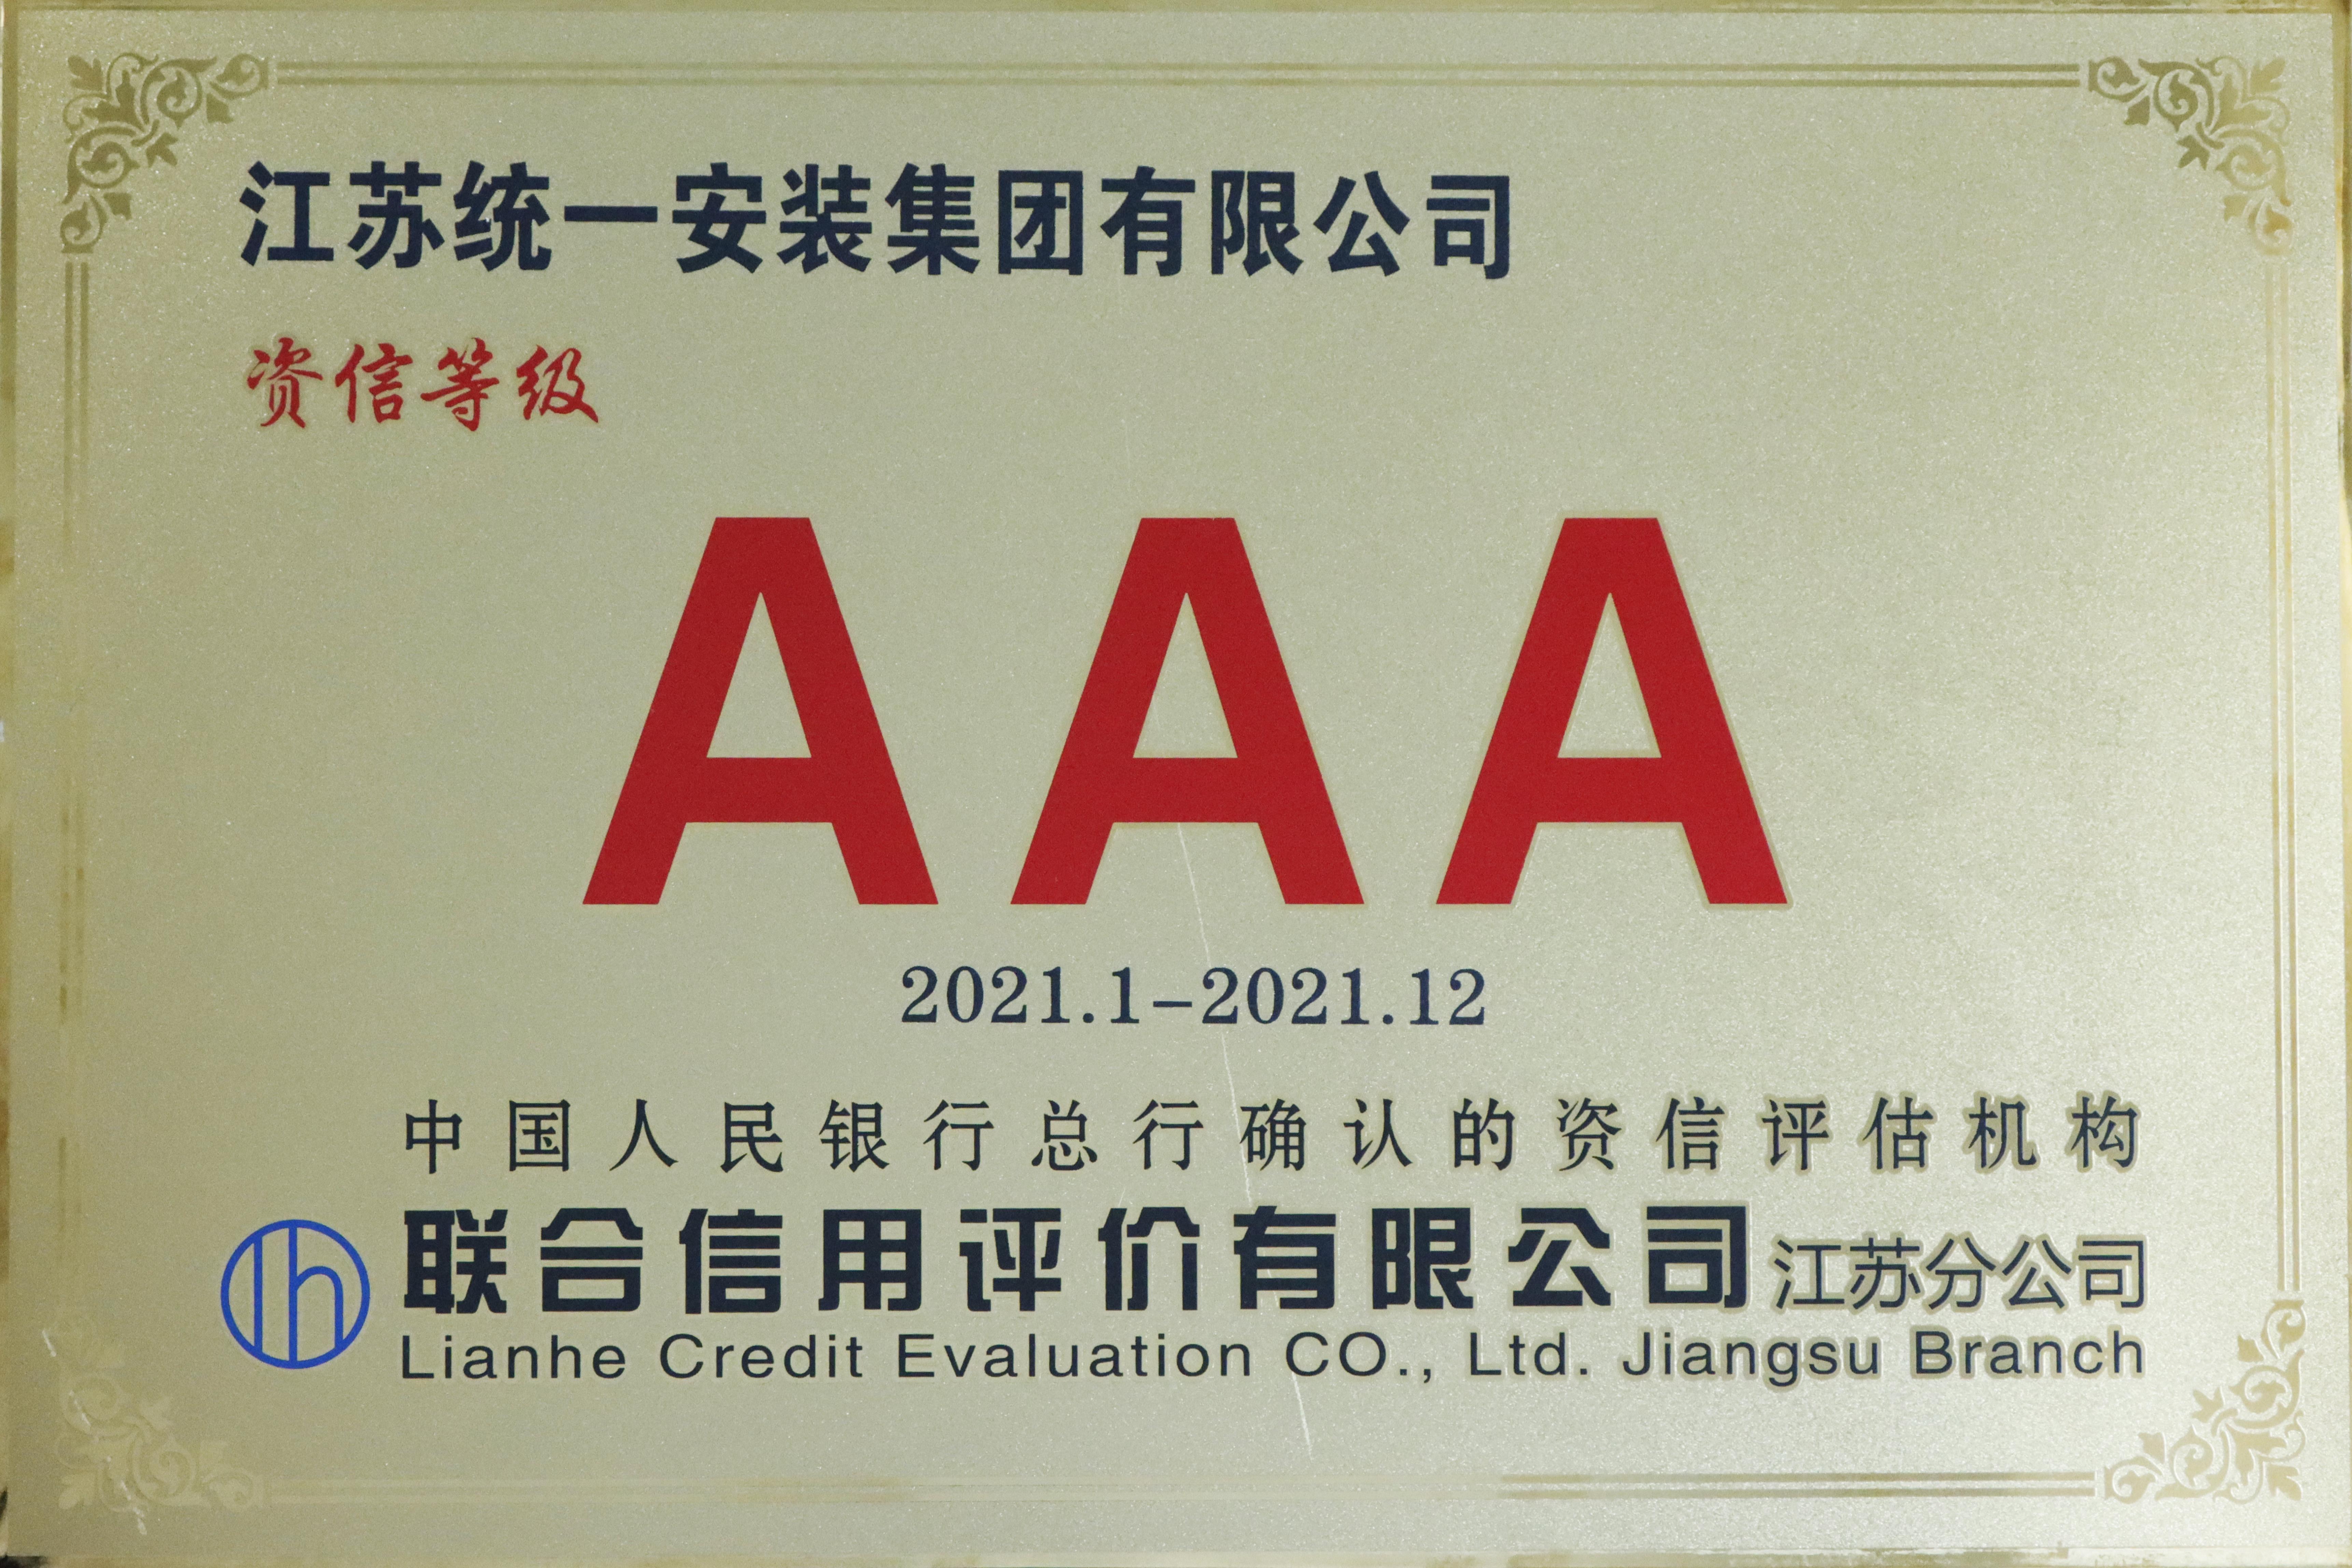 江苏统一安装集团有限公司
资信等级
AAA
2021.1-2021.12
中国人民银行总行确认的资信评估机构
联合信用评价有限公司江苏分公司
Lianhe Credit Evaluation CO., Ltd. Jiangsu Branch